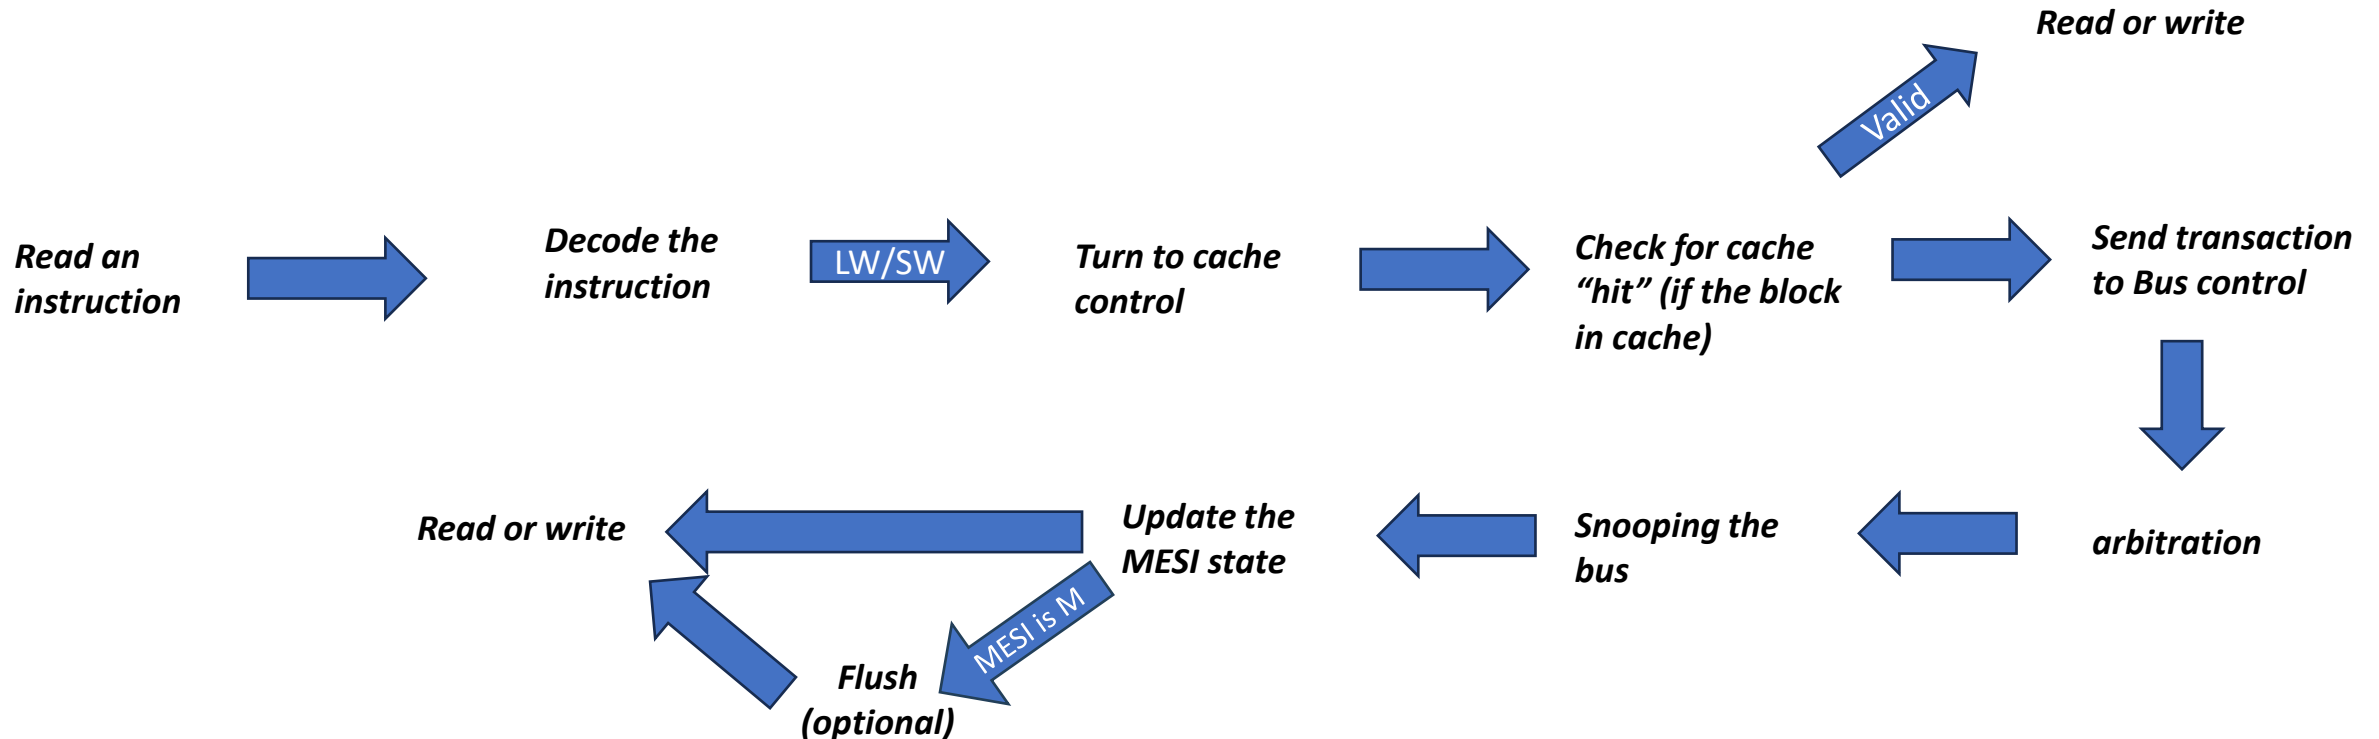 Read or write
Valid
Read an
instruction
Decode the
instruction
LW/SW
Turn to cache
control
Check for cache
“hit” (if the block
in cache)
Send transaction
to Bus control
arbitration
Snooping the
bus
Update the
MESI state
Read or write
MESI is M
Flush
(optional)